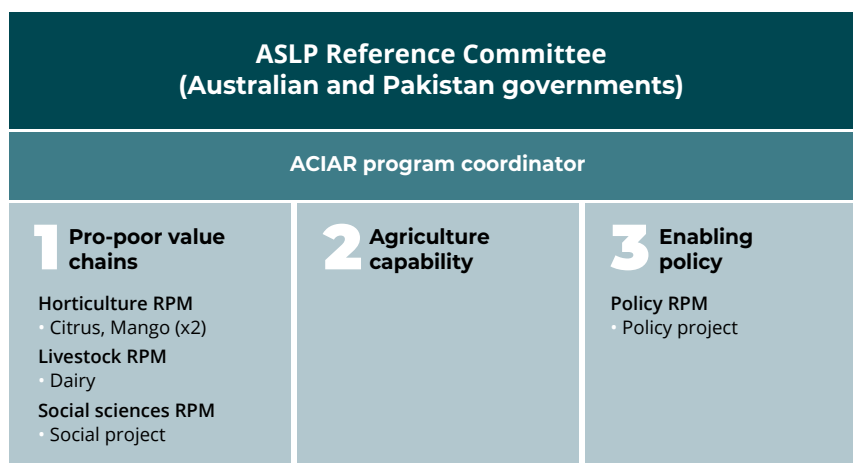 ASLP Reference Committee
(Australian and Pakistan governments)
ACIAR program coordinator
1 Pro-poor value
chains
Horticulture RPM
· Citrus, Mango (x2)
Livestock RPM
· Dairy
Social sciences RPM
· Social project
2 Agriculture
capability
3 Enabling
policy
Policy RPM
· Policy project